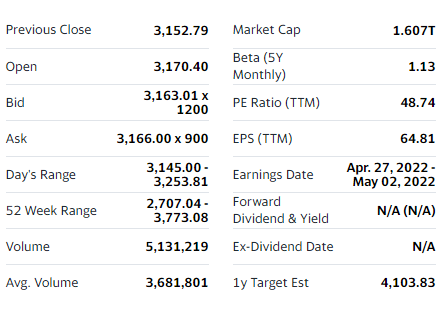 Previous Close 3,152.79
Open 3,170.40
Bid 3,163.01 x
1200
Ask 3,166.00 x 900
Day's Range 3,145.00 -
3,253.81
52 Week Range 2,707.04 -
3,773.08
Volume 5,131,219
Avg. Volume 3,681,801
Market Cap 1.607T
Beta (5Y
Monthly) 1.13
PE Ratio (TTM) 48.74
EPS (TTM) 64.81
Earnings Date Apr. 27, 2022 -
May 02, 2022
Forward
Dividend & Yield N/A (N/A)
Ex-Dividend Date N/A
1y Target Est 4,103.83